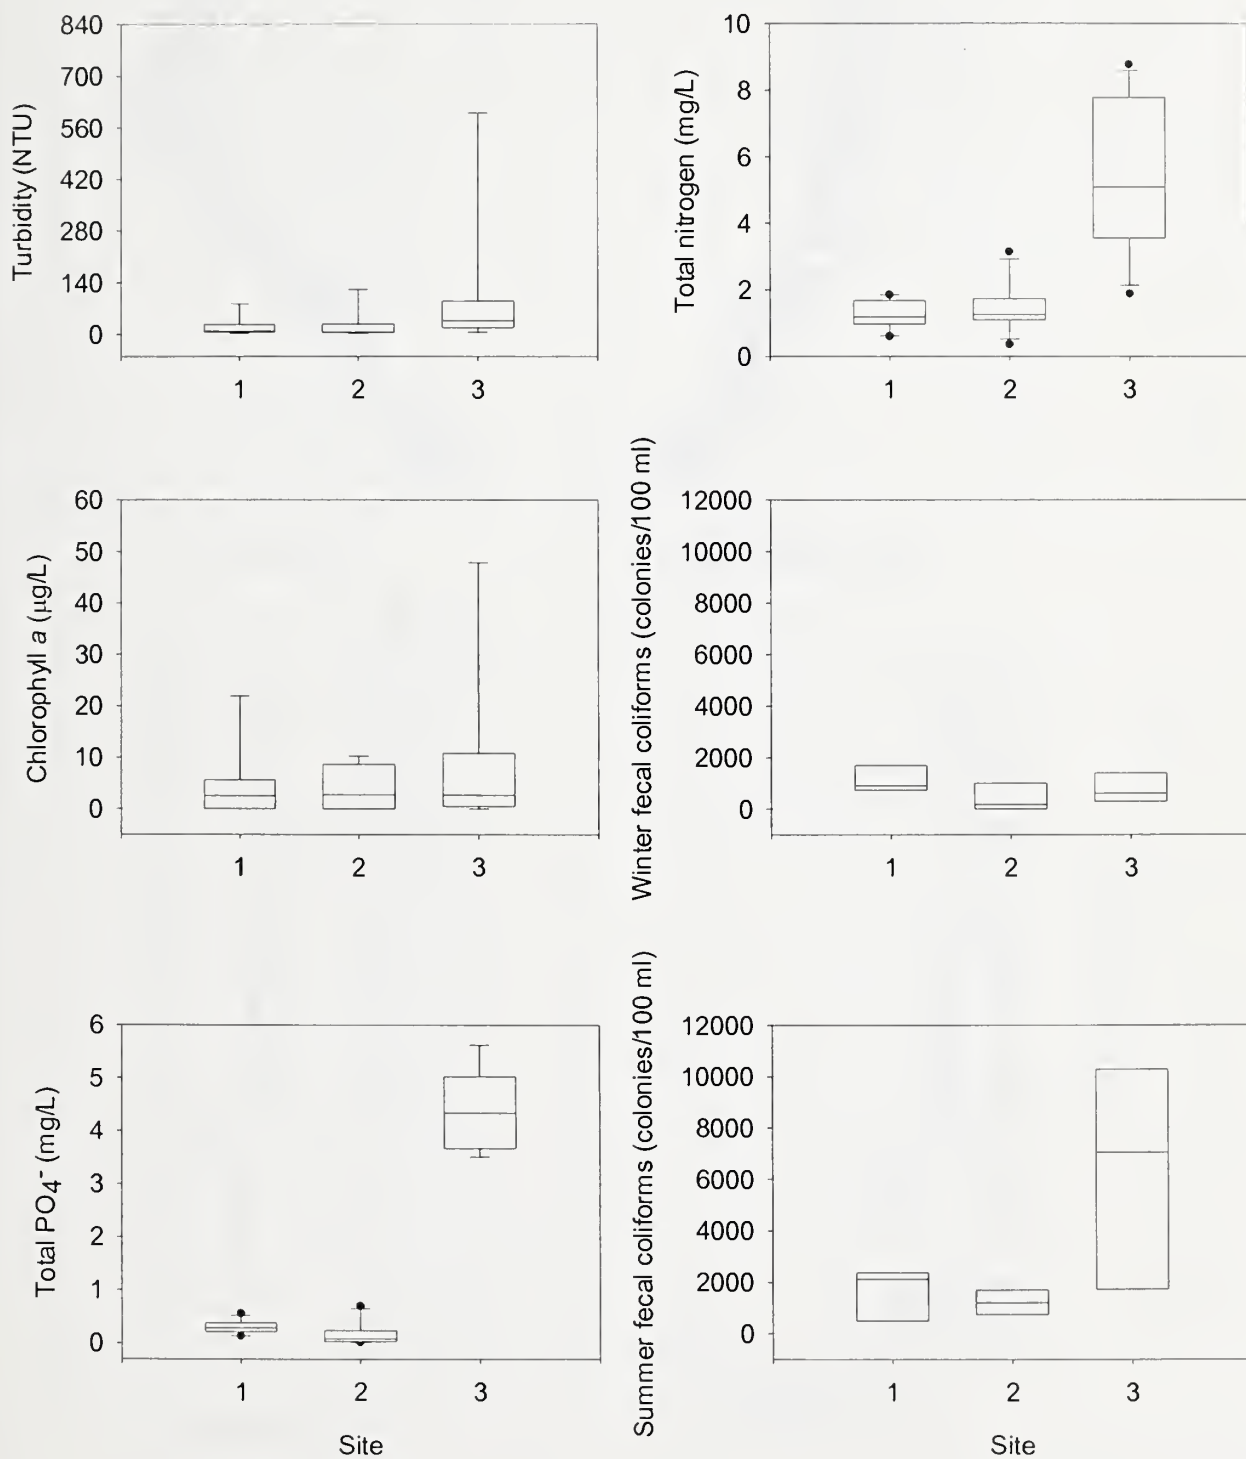 Turbidity (NTU)
840
700
560
420
280
140
0
1 2 3
Total nitrogen (mg/L)
10
8
6
4
2
0
1 2 3
Chlorophyll a (µg/L)
60
50
40
30
20
10
0
1 2 3
Winter fecal coliforms (colonies/100 ml)
12000
10000
8000
6000
4000
2000
0
1 2 3
Total PO4- (mg/L)
6
5
4
3
2
1
0
1 2 3
Site
Summer fecal coliforms (colonies/100 ml)
12000
10000
8000
6000
4000
2000
0
1 2 3
Site